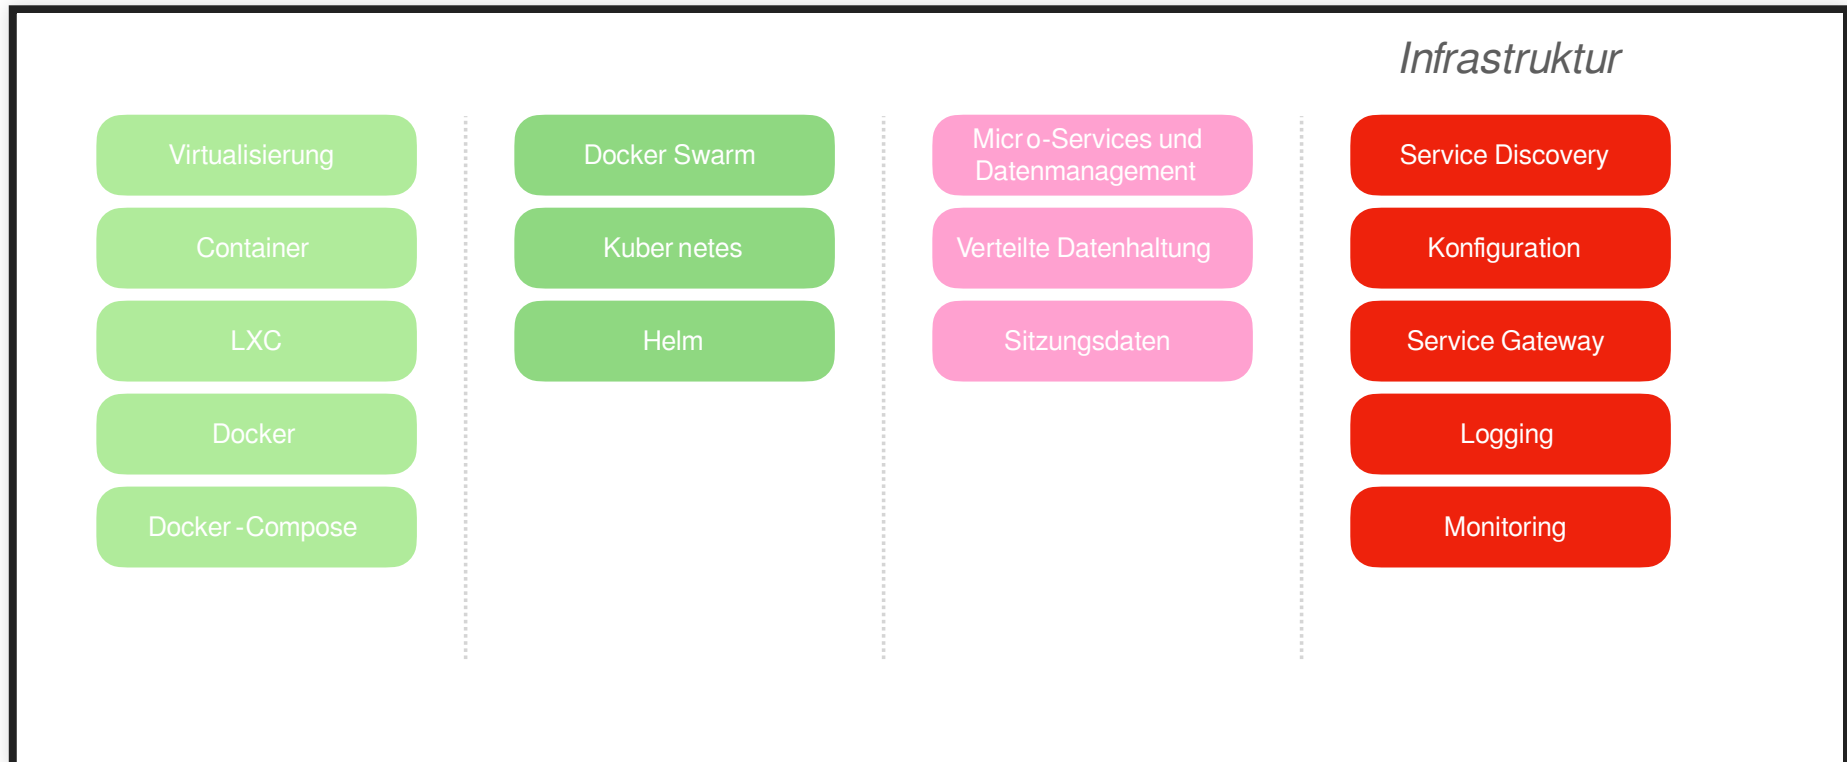 Infrastruktur
Virtualisierung
Container
LXC
Docker
Docker-Compose
Docker Swarm
Kubernetes
Helm
Micro-Services und
Datenmanagement
Verteilte Datenhaltung
Sitzungsdaten
Service Discovery
Konfiguration
Service Gateway
Logging
Monitoring